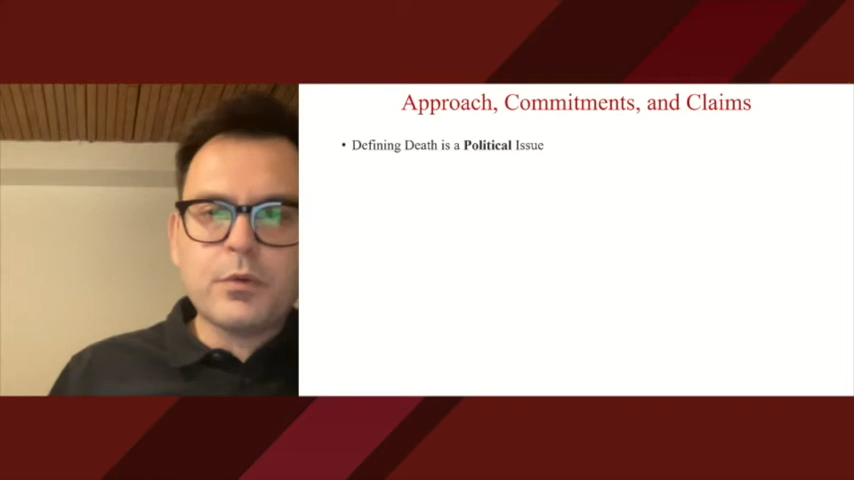 Approach, Commitments, and Claims
• Defining Death is a Political Issue